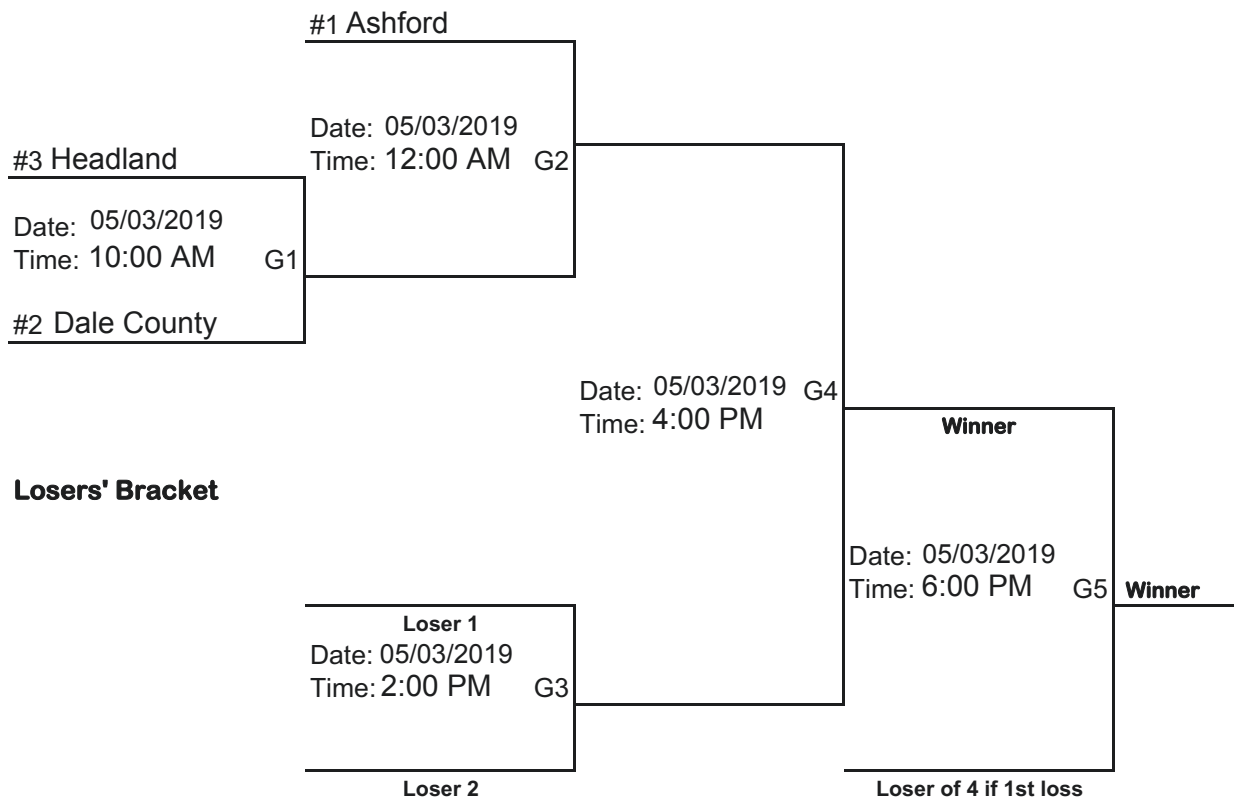 #1 Ashford
Date: 05/03/2019
Time: 12:00 AM G2
#3 Headland
Date: 05/03/2019
Time: 10:00 AM G1
#2 Dale County
Date: 05/03/2019 G4
Time: 4:00 PM
Winner
Losers' Bracket
Date: 05/03/2019
Time: 6:00 PM G5 Winner
Loser 1
Date: 05/03/2019
Time: 2:00 PM G3
Loser 2
Loser of 4 if 1st loss